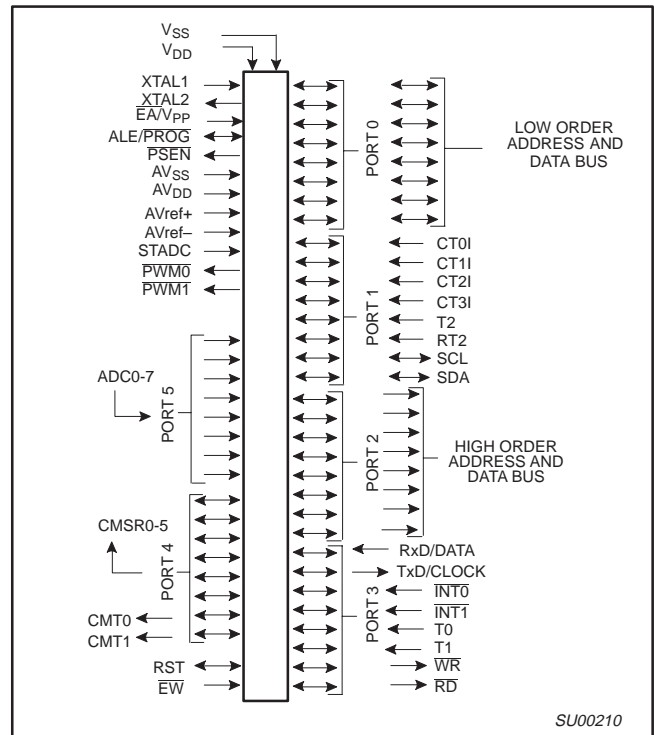 VSS
VDD
XTAL1
XTAL2
EA/VPP
ALE/PROG
PSEN
AVSS
AVDD
AVref+
AVref–
STADC
PWM0
PWM1
ADC0-7
PORT 5
CMSR0-5
PORT 4
CMT0
CMT1
RST
EW
PORT 0
LOW ORDER
ADDRESS AND
DATA BUS
PORT 1
CT0I
CT1I
CT2I
CT3I
T2
RT2
SCL
SDA
PORT 2
HIGH ORDER
ADDRESS AND
DATA BUS
PORT 3
RxD/DATA
TxD/CLOCK
INT0
INT1
T0
T1
WR
RD
SU00210